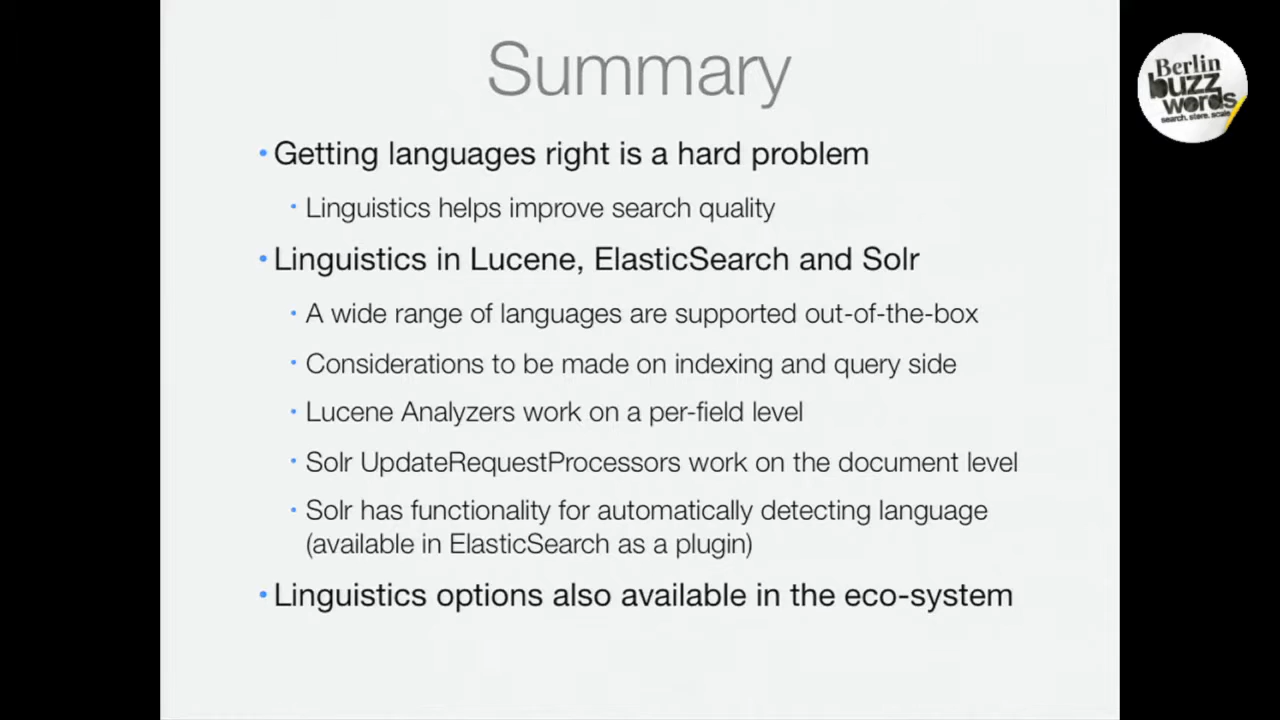 Summary
• Getting languages right is a hard problem
• Linguistics helps improve search quality
• Linguistics in Lucene, ElasticSearch and Solr
• A wide range of languages are supported out-of-the-box
• Considerations to be made on indexing and query side
• Lucene Analyzers work on a per-field level
• Solr UpdateRequestProcessors work on the document level
• Solr has functionality for automatically detecting language
(available in ElasticSearch as a plugin)
• Linguistics options also available in the eco-system
Berlin
buzz
words
search. store. scale